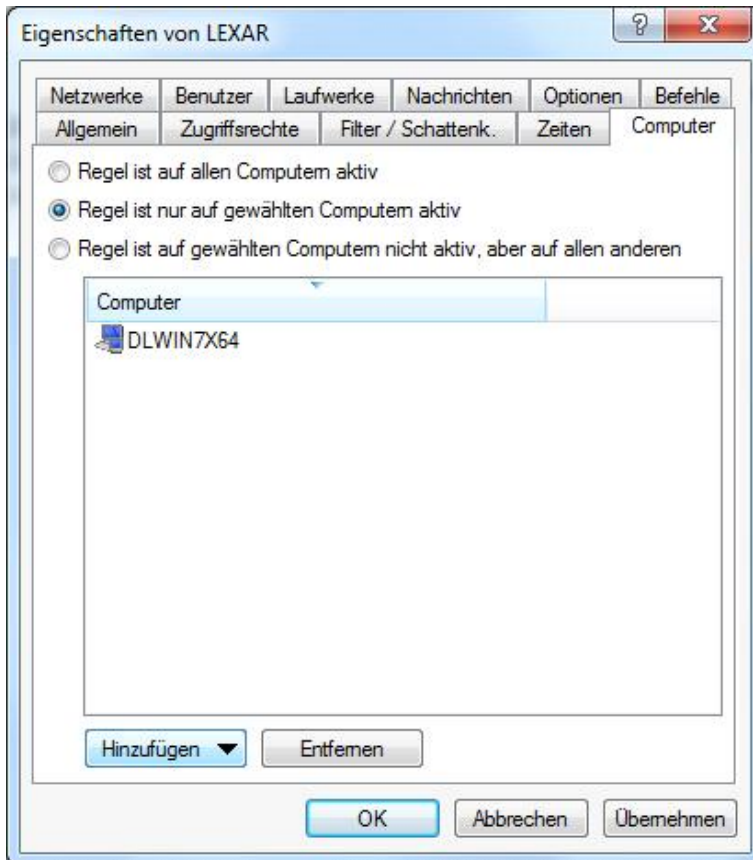 Eigenschaften von LEXAR
Netzwerke Benutzer Laufwerke Nachrichten Optionen Befehle
Allgemein Zugriffsrechte Filter / Schattenk. Zeiten Computer
Regel ist auf allen Computern aktiv
Regel ist nur auf gewählten Computern aktiv
Regel ist auf gewählten Computern nicht aktiv, aber auf allen anderen
Computer
DLWIN7X64
Hinzufügen Entfernen
OK Abbrechen Übernehmen